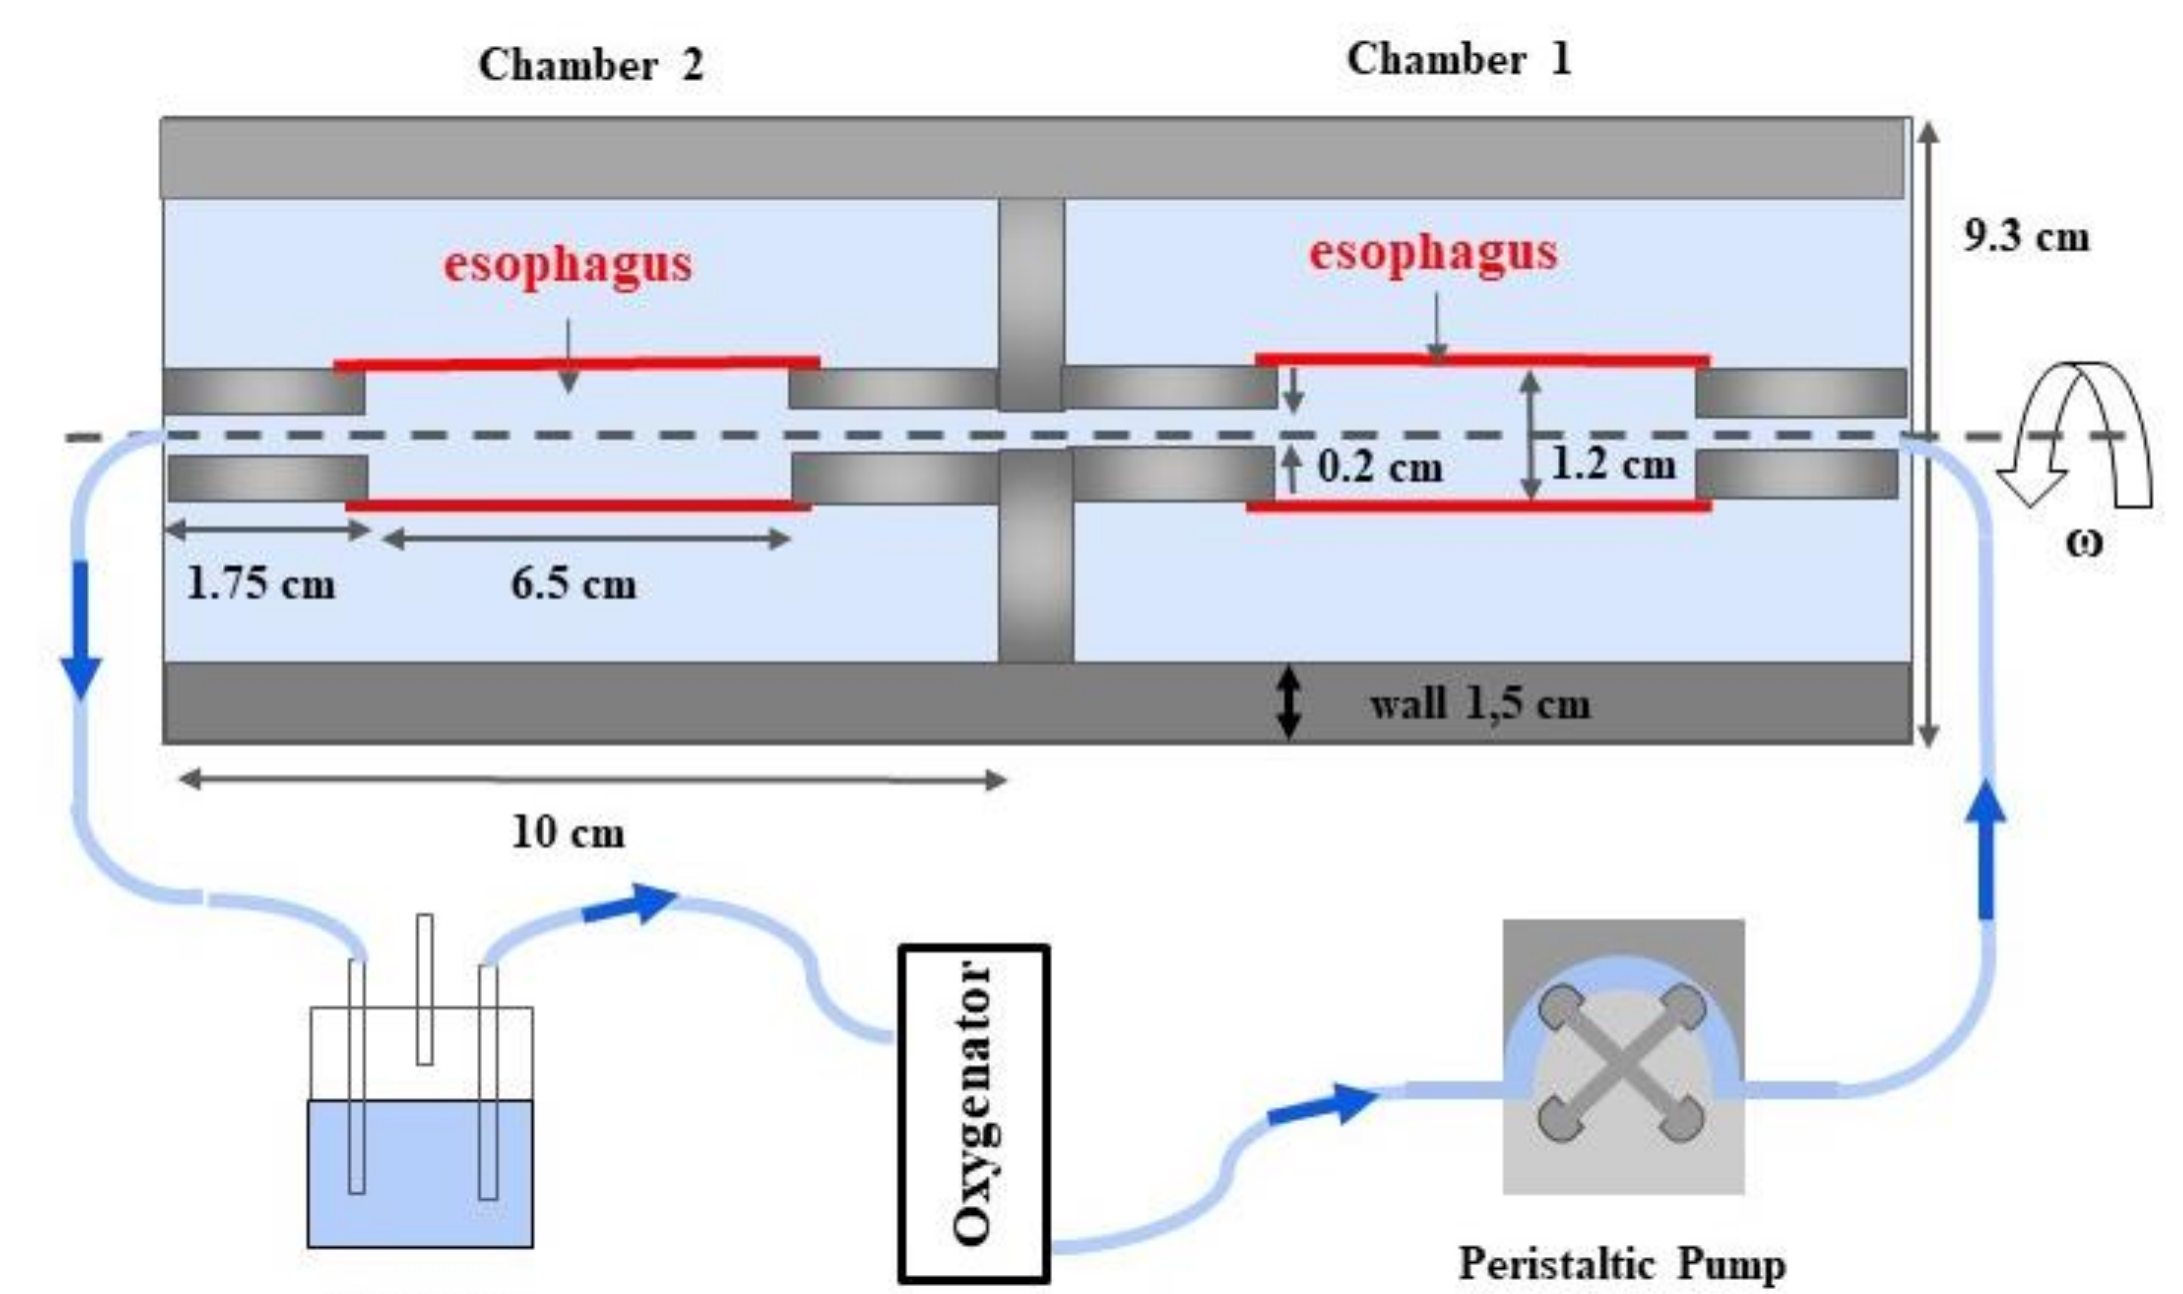 Chamber 2
Chamber 1
esophagus
esophagus
9.3 cm
0.2 cm
1.2 cm
ω
1.75 cm
6.5 cm
wall 1,5 cm
10 cm
Oxygenator
Peristaltic Pump